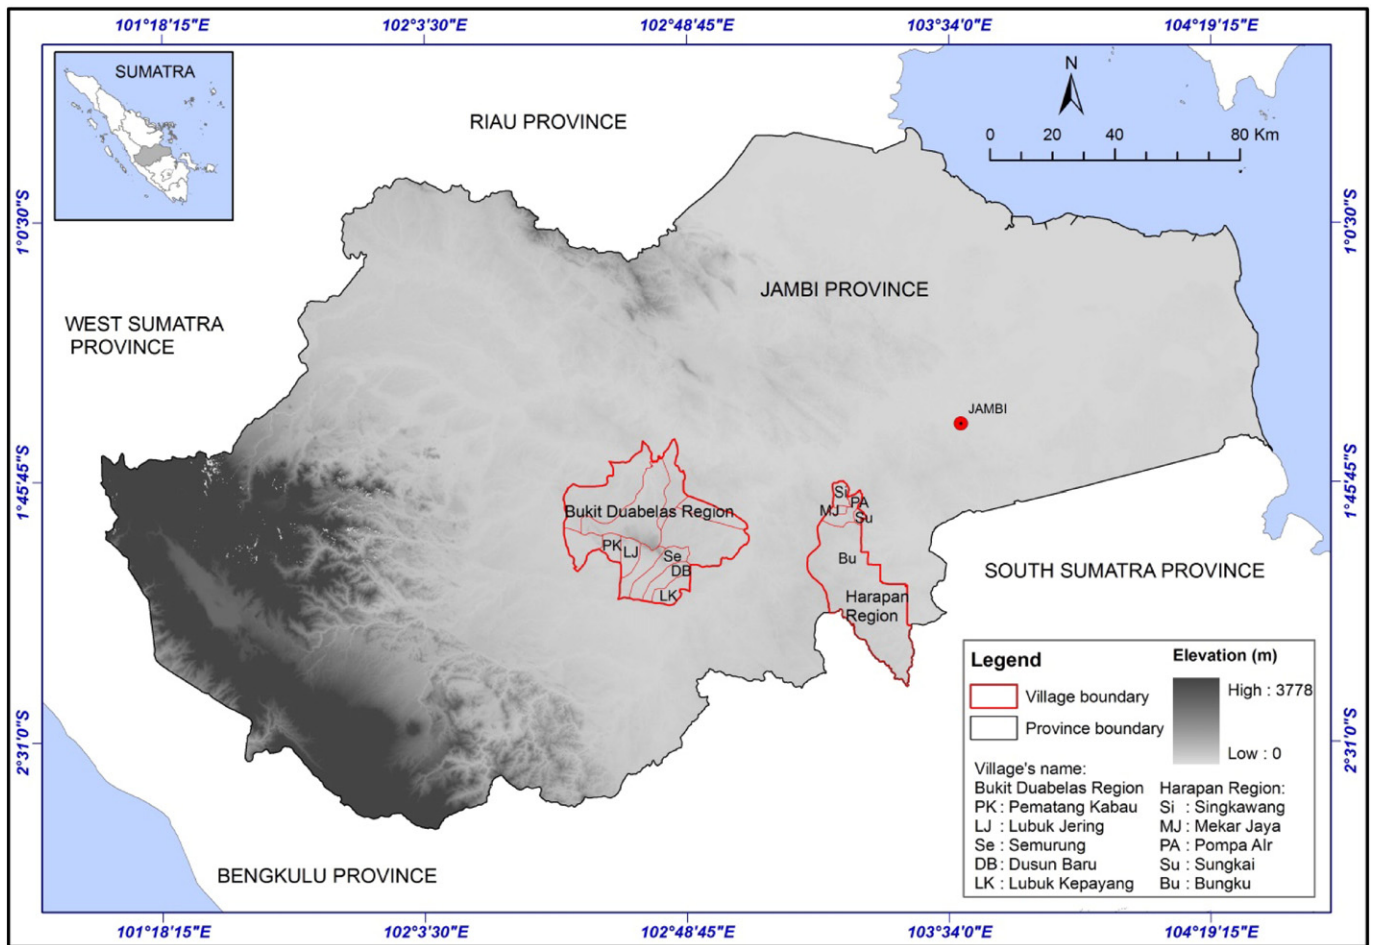 101°18'15"E 102°3'30"E 102°48'45"E 103°34'0"E 104°19'15"E
SUMATRA
N
0 20 40 80 Km
RIAU PROVINCE
1°0'30"S 1°0'30"S
JAMBI PROVINCE
WEST SUMATRA
PROVINCE
JAMBI
1°45'45"S 1°45'45"S
Bukit Duabelas Region
Si
PA
MJ
Su
PK
LJ
Se
DB
LK
Bu
Harapan
Region
SOUTH SUMATRA PROVINCE
2°31'0"S 2°31'0"S
BENGKULU PROVINCE
Legend
Village boundary
Province boundary
Elevation (m)
High : 3778
Low : 0
Village's name:
Bukit Duabelas Region
PK : Pematang Kabau
LJ : Lubuk Jering
Se : Semurung
DB : Dusun Baru
LK : Lubuk Kepayang
Harapan Region:
Si : Singkawang
MJ : Mekar Jaya
PA : Pompa AIr
Su : Sungkai
Bu : Bungku
101°18'15"E 102°3'30"E 102°48'45"E 103°34'0"E 104°19'15"E